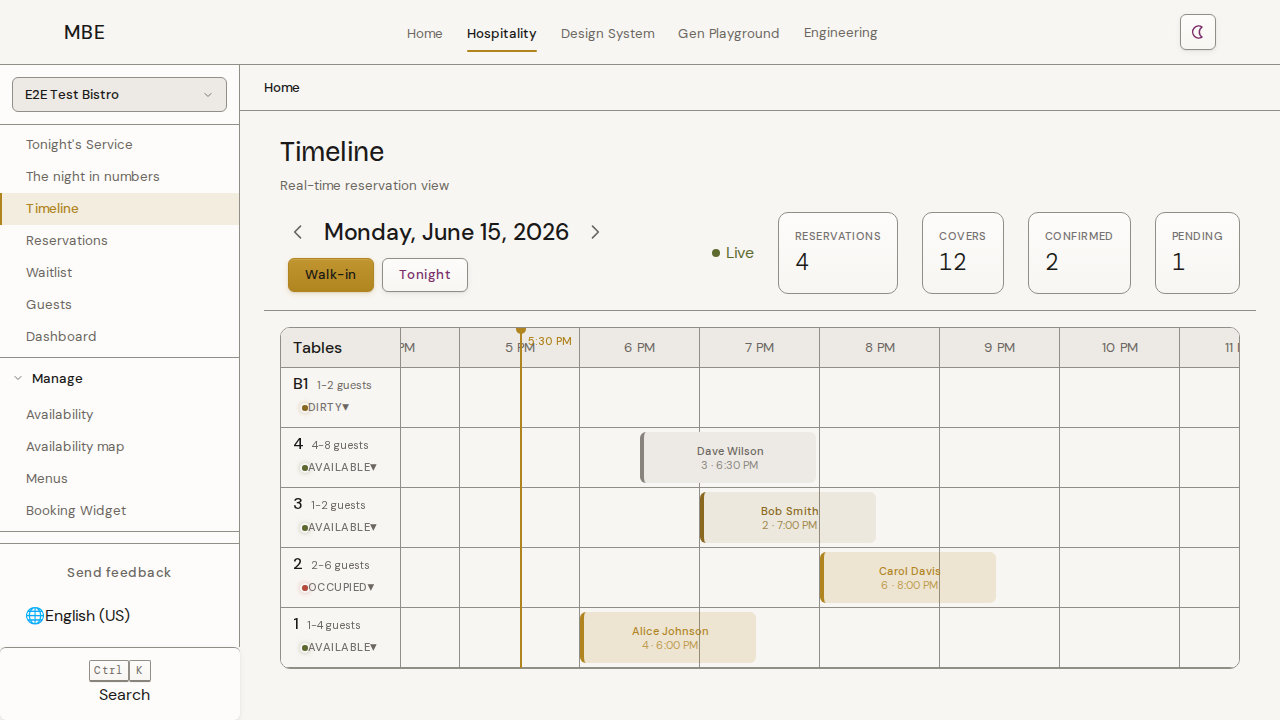 MBE
Home
Hospitality
Design System
Gen Playground
Engineering
E2E Test Bistro
Home
Tonight's Service
The night in numbers
Timeline
Reservations
Waitlist
Guests
Dashboard
Manage
Availability
Availability map
Menus
Booking Widget
Send feedback
English (US)
Ctrl K
Search
Timeline
Real-time reservation view
Monday, June 15, 2026
Walk-in
Tonight
Live
RESERVATIONS
4
COVERS
12
CONFIRMED
2
PENDING
1
Tables
PM
5 PM
5:30 PM
6 PM
7 PM
8 PM
9 PM
10 PM
11
B1 1-2 guests
DIRTY▾
4 4-8 guests
AVAILABLE▾
Dave Wilson
3 · 6:30 PM
3 1-2 guests
AVAILABLE▾
Bob Smith
2 · 7:00 PM
2 2-6 guests
OCCUPIED▾
Carol Davis
6 · 8:00 PM
1 1-4 guests
AVAILABLE▾
Alice Johnson
4 · 6:00 PM